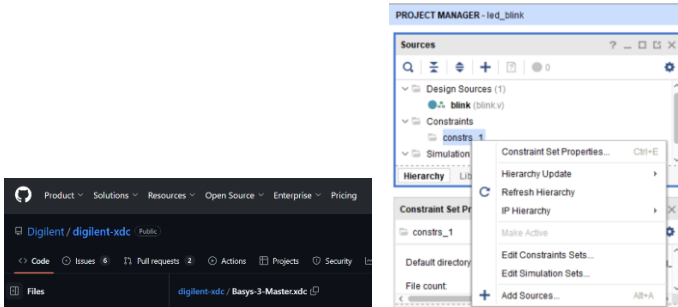 Product Solutions Resources Open Source Enterprise Pricing
Digilent / digilent-xdc Public
<> Code Issues 6 Pull requests 2 Actions Projects Security
Files
digilent-xdc / Basys-3-Master.xdc
PROJECT MANAGER - led_blink
Sources
0
Design Sources (1)
blink (blink.v)
Constraints
constrs_1
Simulation
Hierarchy
Constraint Set Pr
constrs_1
Default directory
File count:
Constraint Set Properties... Ctrl+E
Hierarchy Update
Refresh Hierarchy
IP Hierarchy
Make Active
Edit Constraints Sets...
Edit Simulation Sets...
Add Sources... Alt+A